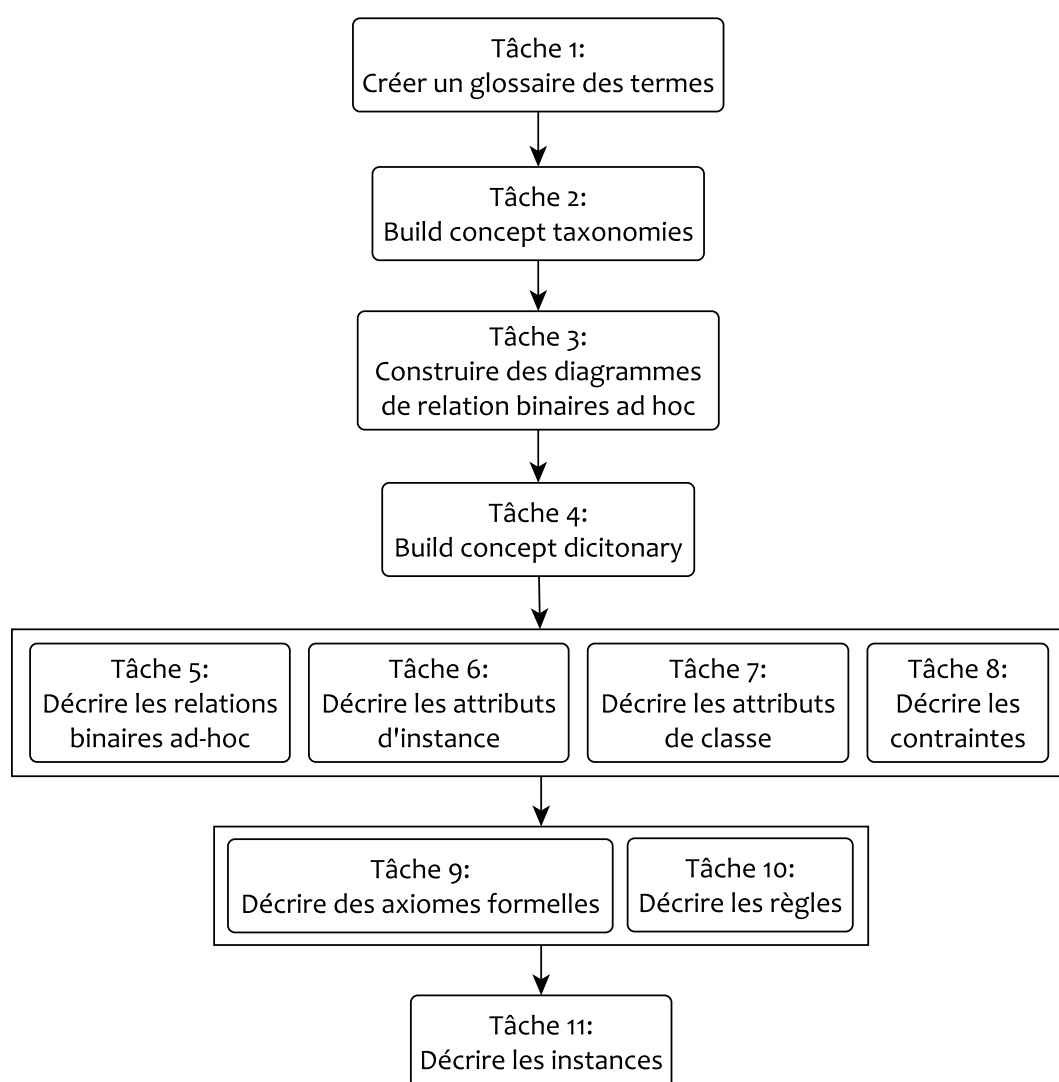 Tâche 1:
Créer un glossaire des termes
Tâche 2:
Build concept taxonomies
Tâche 3:
Construire des diagrammes
de relation binaires ad hoc
Tâche 4:
Build concept dicitonary
Tâche 5:
Décrire les relations
binaires ad-hoc
Tâche 6:
Décrire les attributs
d'instance
Tâche 7:
Décrire les attributs
de classe
Tâche 8:
Décrire les
contraintes
Tâche 9:
Décrire des axiomes formelles
Tâche 10:
Décrire les règles
Tâche 11:
Décrire les instances